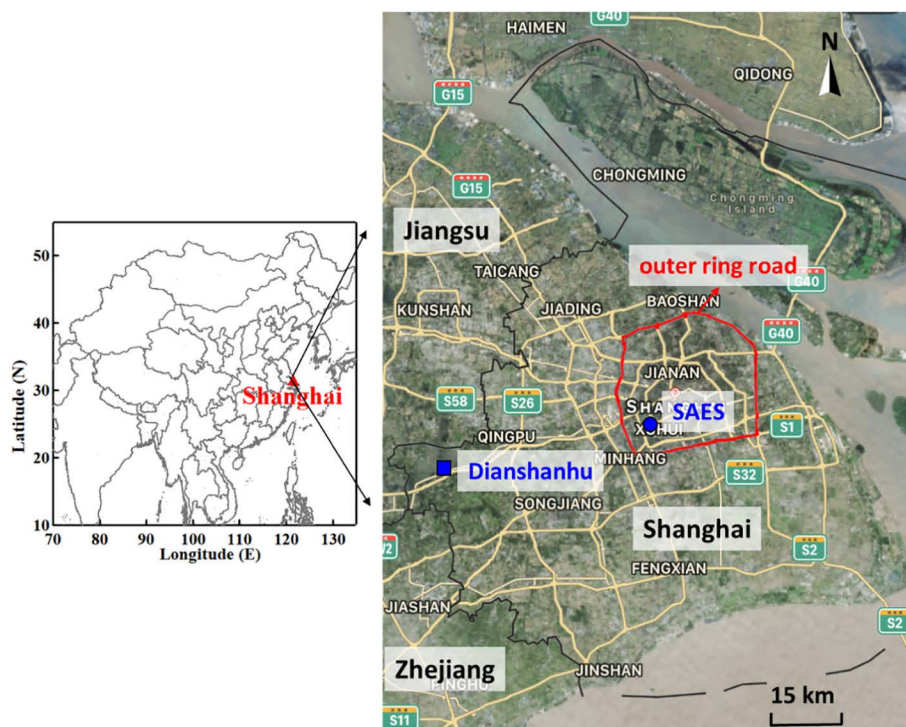 50
40
30
20
10
70
80
90
100
110
120
130
Latitude (N)
Longitude (E)
Shanghai
HAIMEN
G40
N
QIDONG
G15
CHONGMING
G15
Chongming
Island
Jiangsu
TAICANG
outer ring road
G40
BAOSHAN
KUNSHAN
JIADING
G40
JIANAN
S58
S26
SAES
S1
XUHUI
QINGPU
MINHANG
Dianshanhu
S32
SONGJIANG
Shanghai
S2
FENGXIAN
JIASHAN
S2
Zhejiang
JINSHAN
15 km
S11